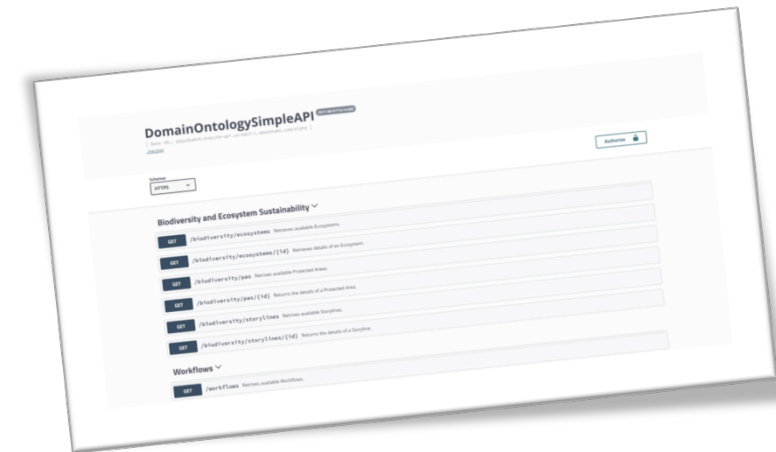 DomainOntologySimpleAPI
Schemes
HTTPS
Authorize
Biodiversity and Ecosystem Sustainability
GET /biodiversity/ecosystems Retrieves available Ecosystems.
GET /biodiversity/ecosystems/{id} Retrieves details of an Ecosystem.
GET /biodiversity/pas Retrives available Protected Areas.
GET /biodiversity/pas/{id} Returns the details of a Protected Area.
GET /biodiversity/storylines Retrives available Storylines.
GET /biodiversity/storylines/{id} Returns the details of a Storyline.
Workflows
GET /workflows Retrives available Workflows.